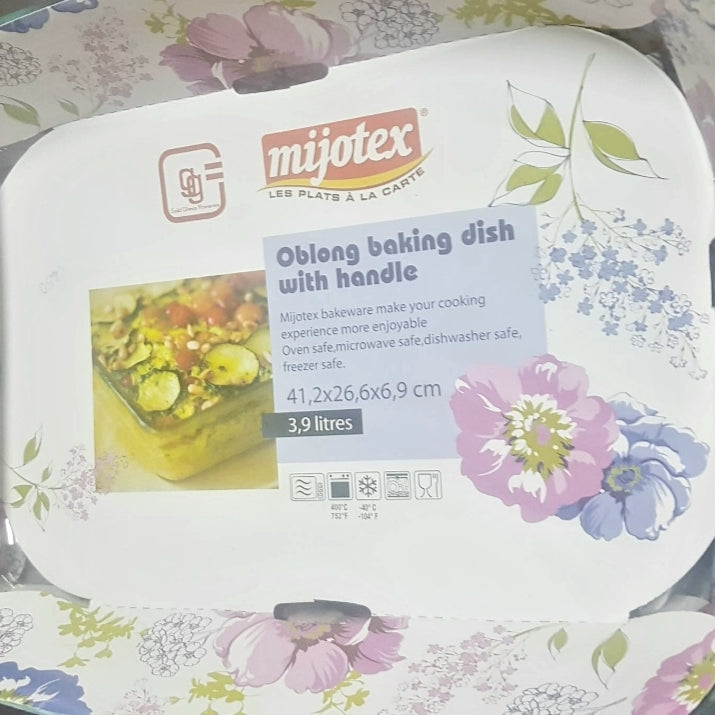 mijotex®
LES PLATS À LA CARTE
Oblong baking dish
with handle
Mijotex bakeware make your cooking
experience more enjoyable
Oven safe,microwave safe,dishwasher safe,
freezer safe.
41,2x26,6x6,9 cm
3,9 litres
400°C
752°F
-40°C
-104°F